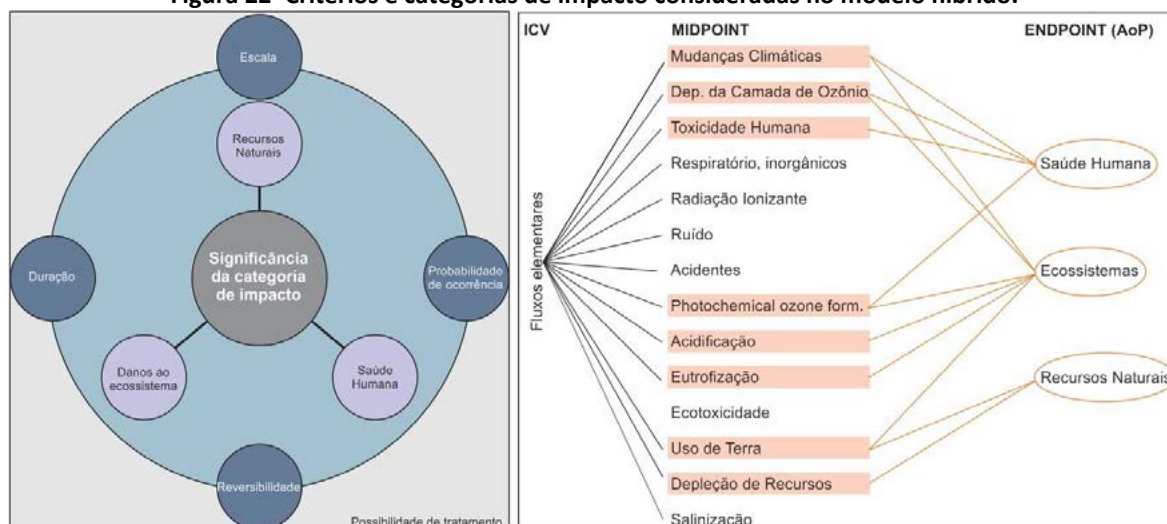 Figura 22- Critérios e categorias de impacto consideradas no modelo híbrido.
Escala
Recursos
Naturais
Significância
da categoria
de impacto
Duração
Probabilidade
de ocorrência
Danos ao
ecossistema
Saúde
Humana
Reversibilidade
Possibilidade de tratamento
ICV
MIDPOINT
ENDPOINT (AoP)
Fluxos elementares
Mudanças Climáticas
Dep. da Camada de Ozônio
Toxicidade Humana
Respiratório, inorgânicos
Radiação Ionizante
Ruído
Acidentes
Photochemical ozone form.
Acidificação
Eutrofização
Ecotoxicidade
Uso de Terra
Depleção de Recursos
Salinização
Saúde Humana
Ecossistemas
Recursos Naturais